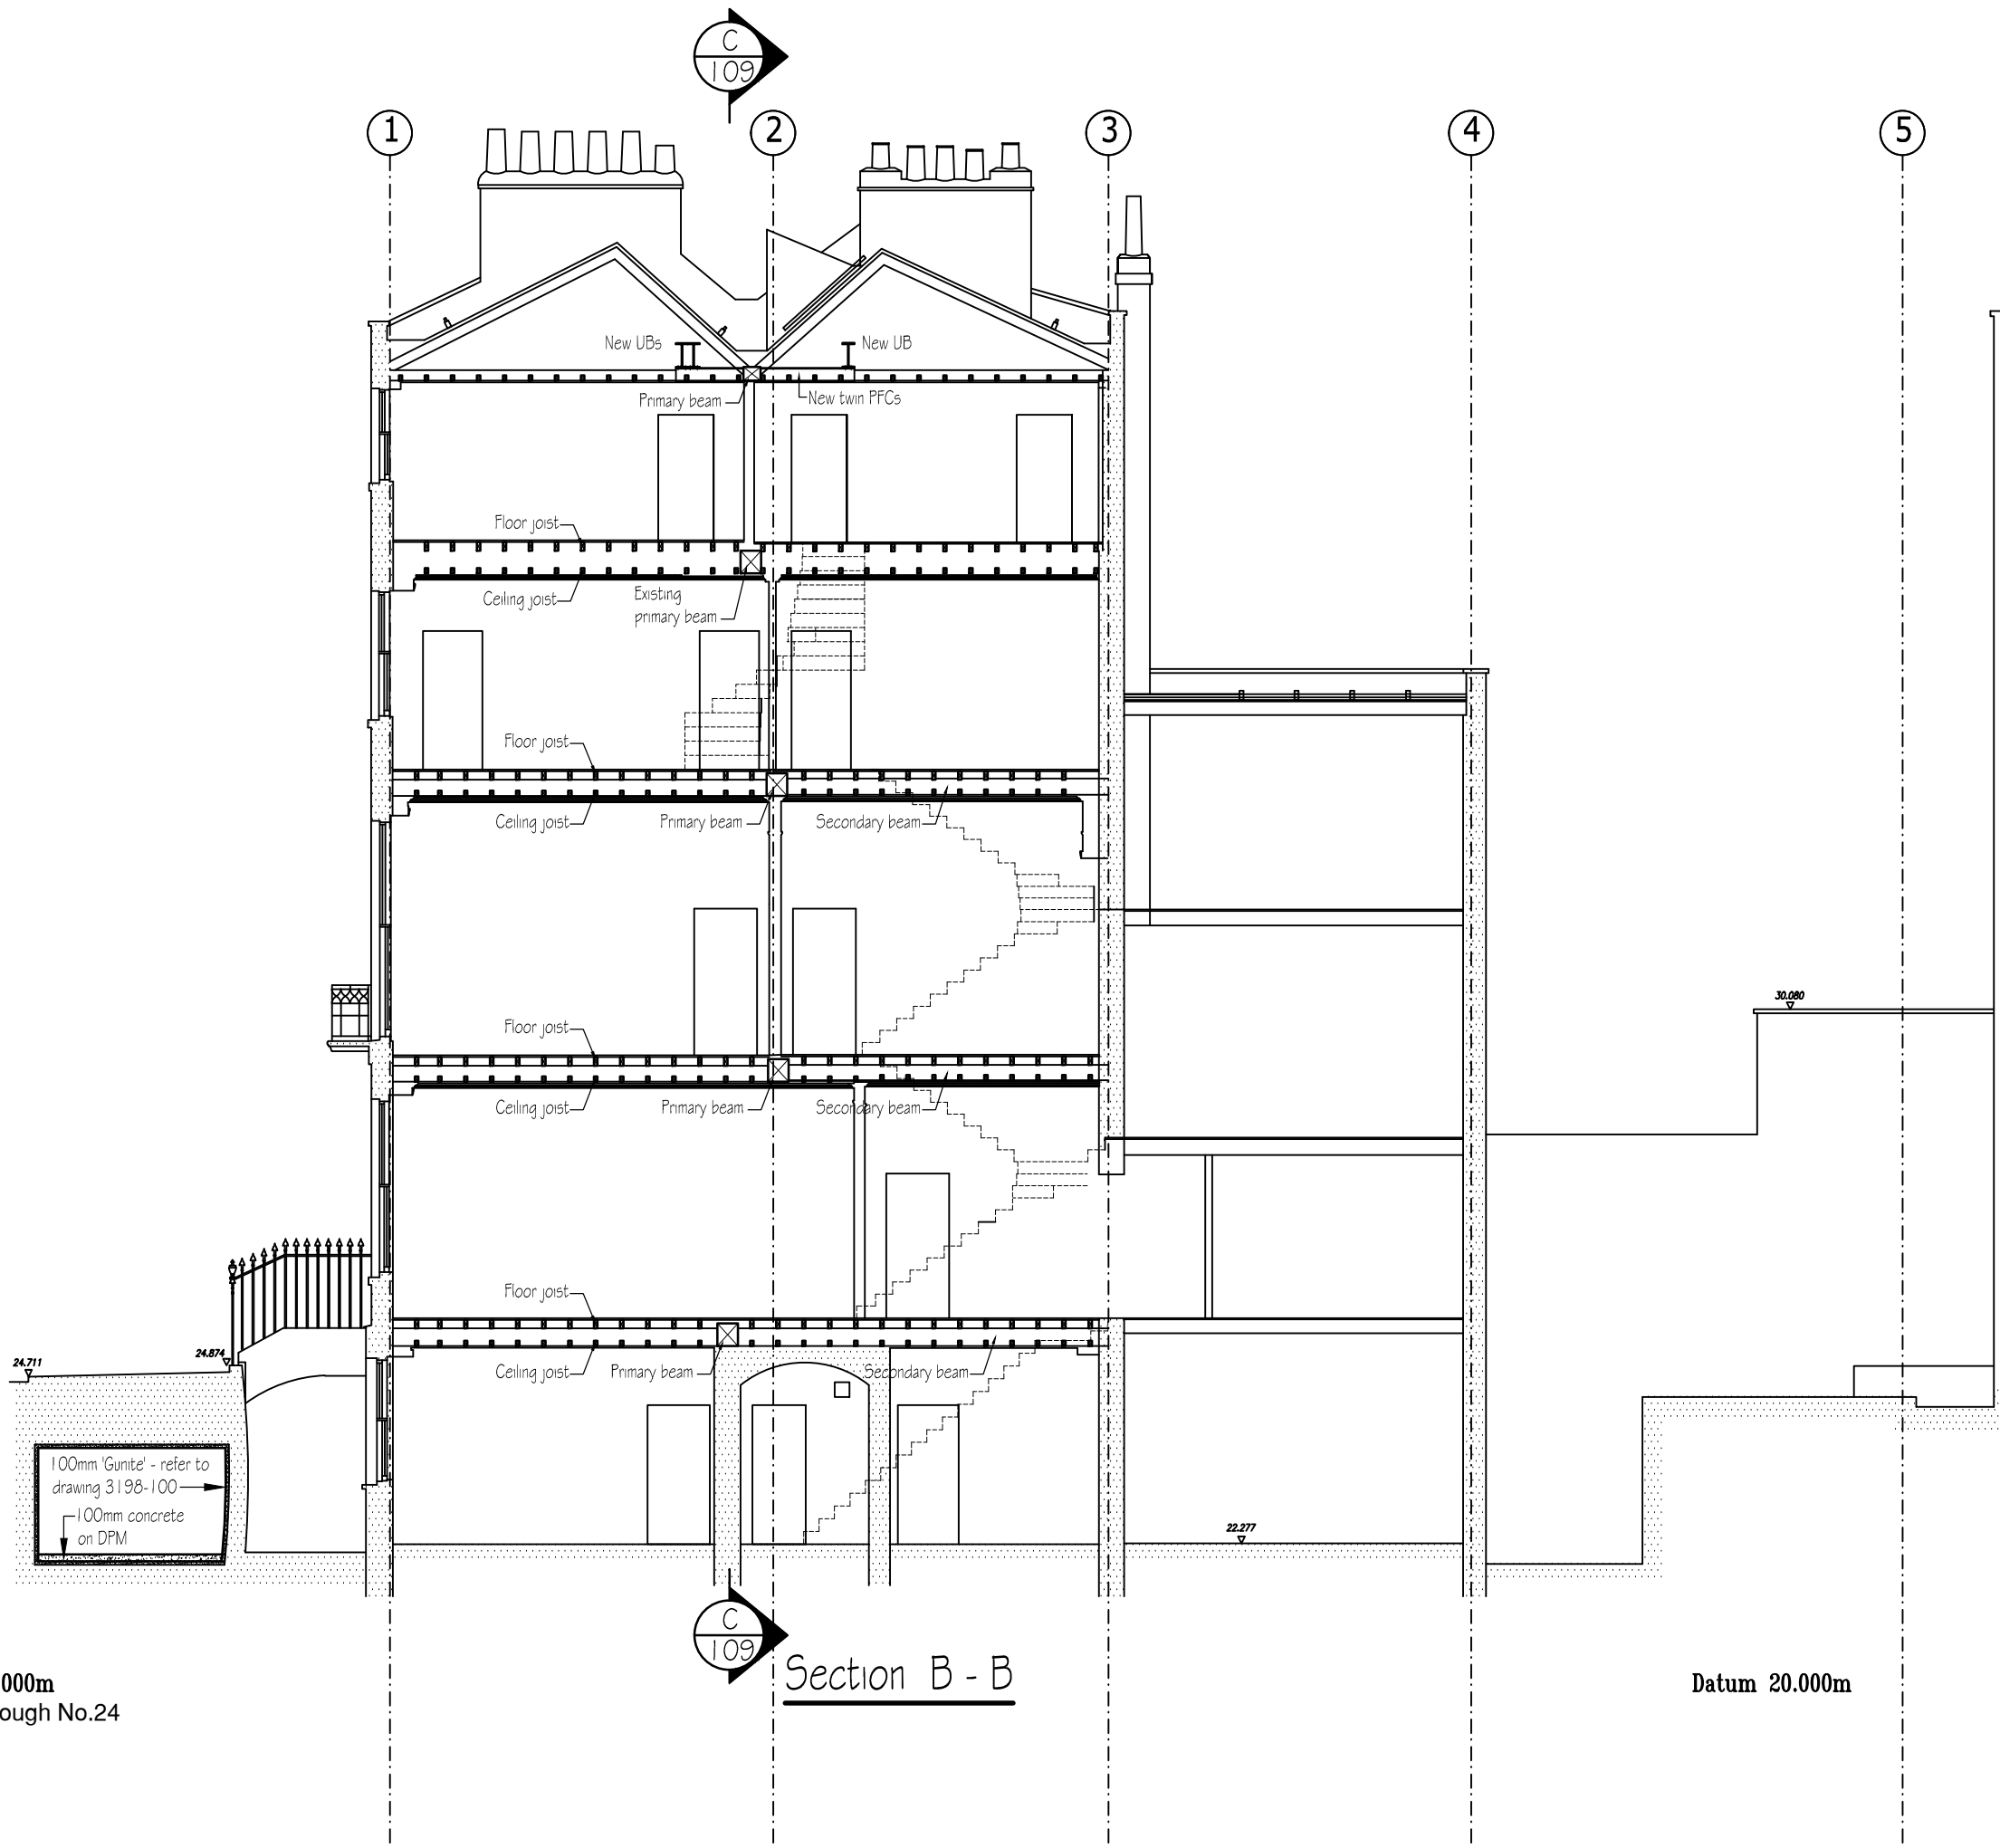 C
109
1
2
3
4
5
New UBs
New UB
Primary beam
New twin PFCs
Floor joist
Ceiling joist
Existing
primary beam
Floor joist
Ceiling joist
Primary beam
Secondary beam
30.080
Floor joist
Ceiling joist
Primary beam
Secondary beam
Floor joist
24.711
24.874
Ceiling joist
Primary beam
Secondary beam
100mm 'Gunite' - refer to
drawing 3198-100
100mm concrete
on DPM
22.277
C
109
Section B - B
000m
ough No.24
Datum 20.000m